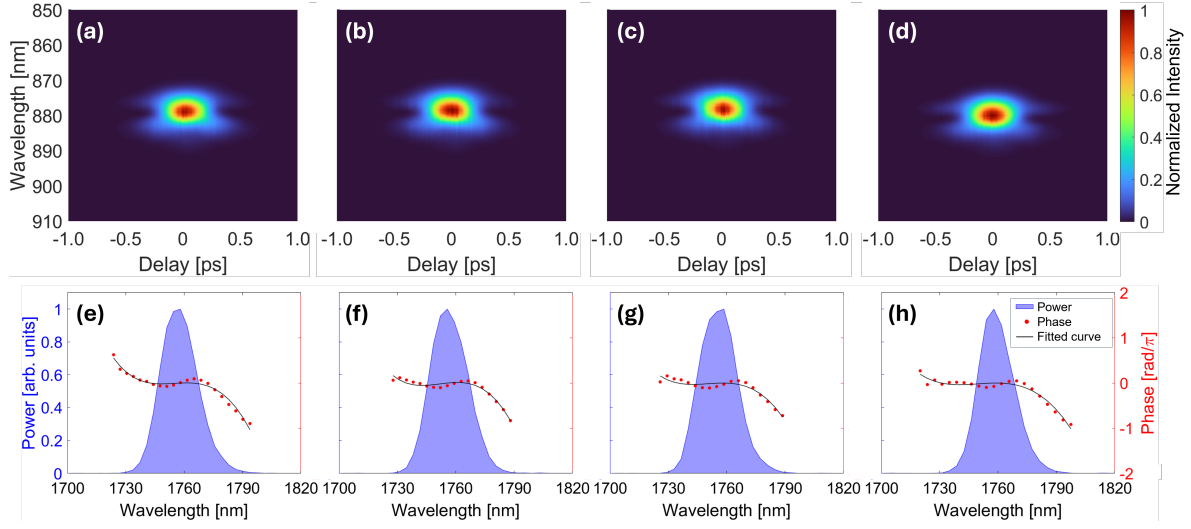 (a)
(b)
(c)
(d)
850
860
870
880
890
900
910
Wavelength [nm]
-1.0 -0.5 0 0.5 1.0
-1.0 -0.5 0 0.5 1.0
-1.0 -0.5 0 0.5 1.0
-1.0 -0.5 0 0.5 1.0
Delay [ps]
Delay [ps]
Delay [ps]
Delay [ps]
1
0.8
0.6
0.4
0.2
0
Normalized Intensity
(e)
(f)
(g)
(h)
1
0.8
0.6
0.4
0.2
0
Power [arb. units]
1700 1730 1760 1790 1820
1700 1730 1760 1790 1820
1700 1730 1760 1790 1820
1700 1730 1760 1790 1820
Wavelength [nm]
Wavelength [nm]
Wavelength [nm]
Wavelength [nm]
Power
Phase
Fitted curve
2
1
0
-1
-2
Phase [rad/π]